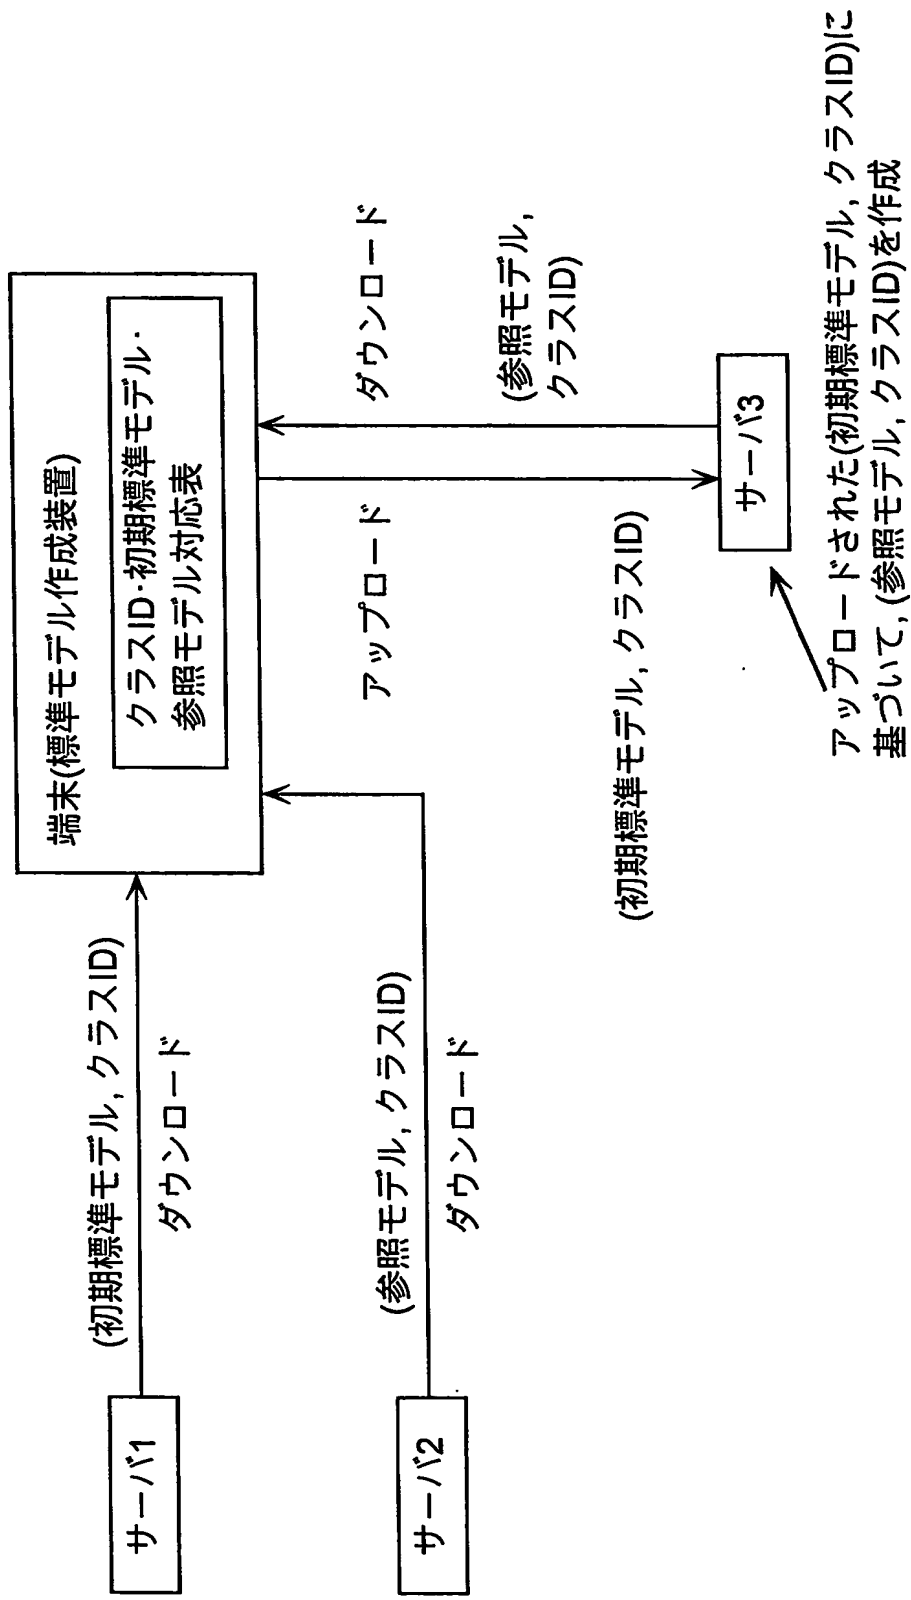 端末(標準モデル作成装置)
クラスID・初期標準モデル・
参照モデル対応表
サーバ1
(初期標準モデル, クラスID)
ダウンロード
サーバ2
(参照モデル, クラスID)
ダウンロード
アップロード
(初期標準モデル, クラスID)
ダウンロード
(参照モデル,
クラスID)
サーバ3
アップロードされた(初期標準モデル, クラスID)に
基づいて, (参照モデル, クラスID)を作成